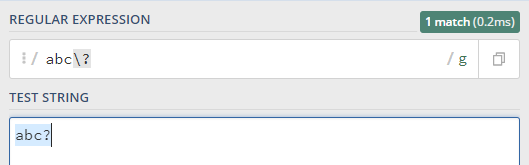 REGULAR EXPRESSION 1 match (0.2ms)
/ abc\? / g
TEST STRING
abc?